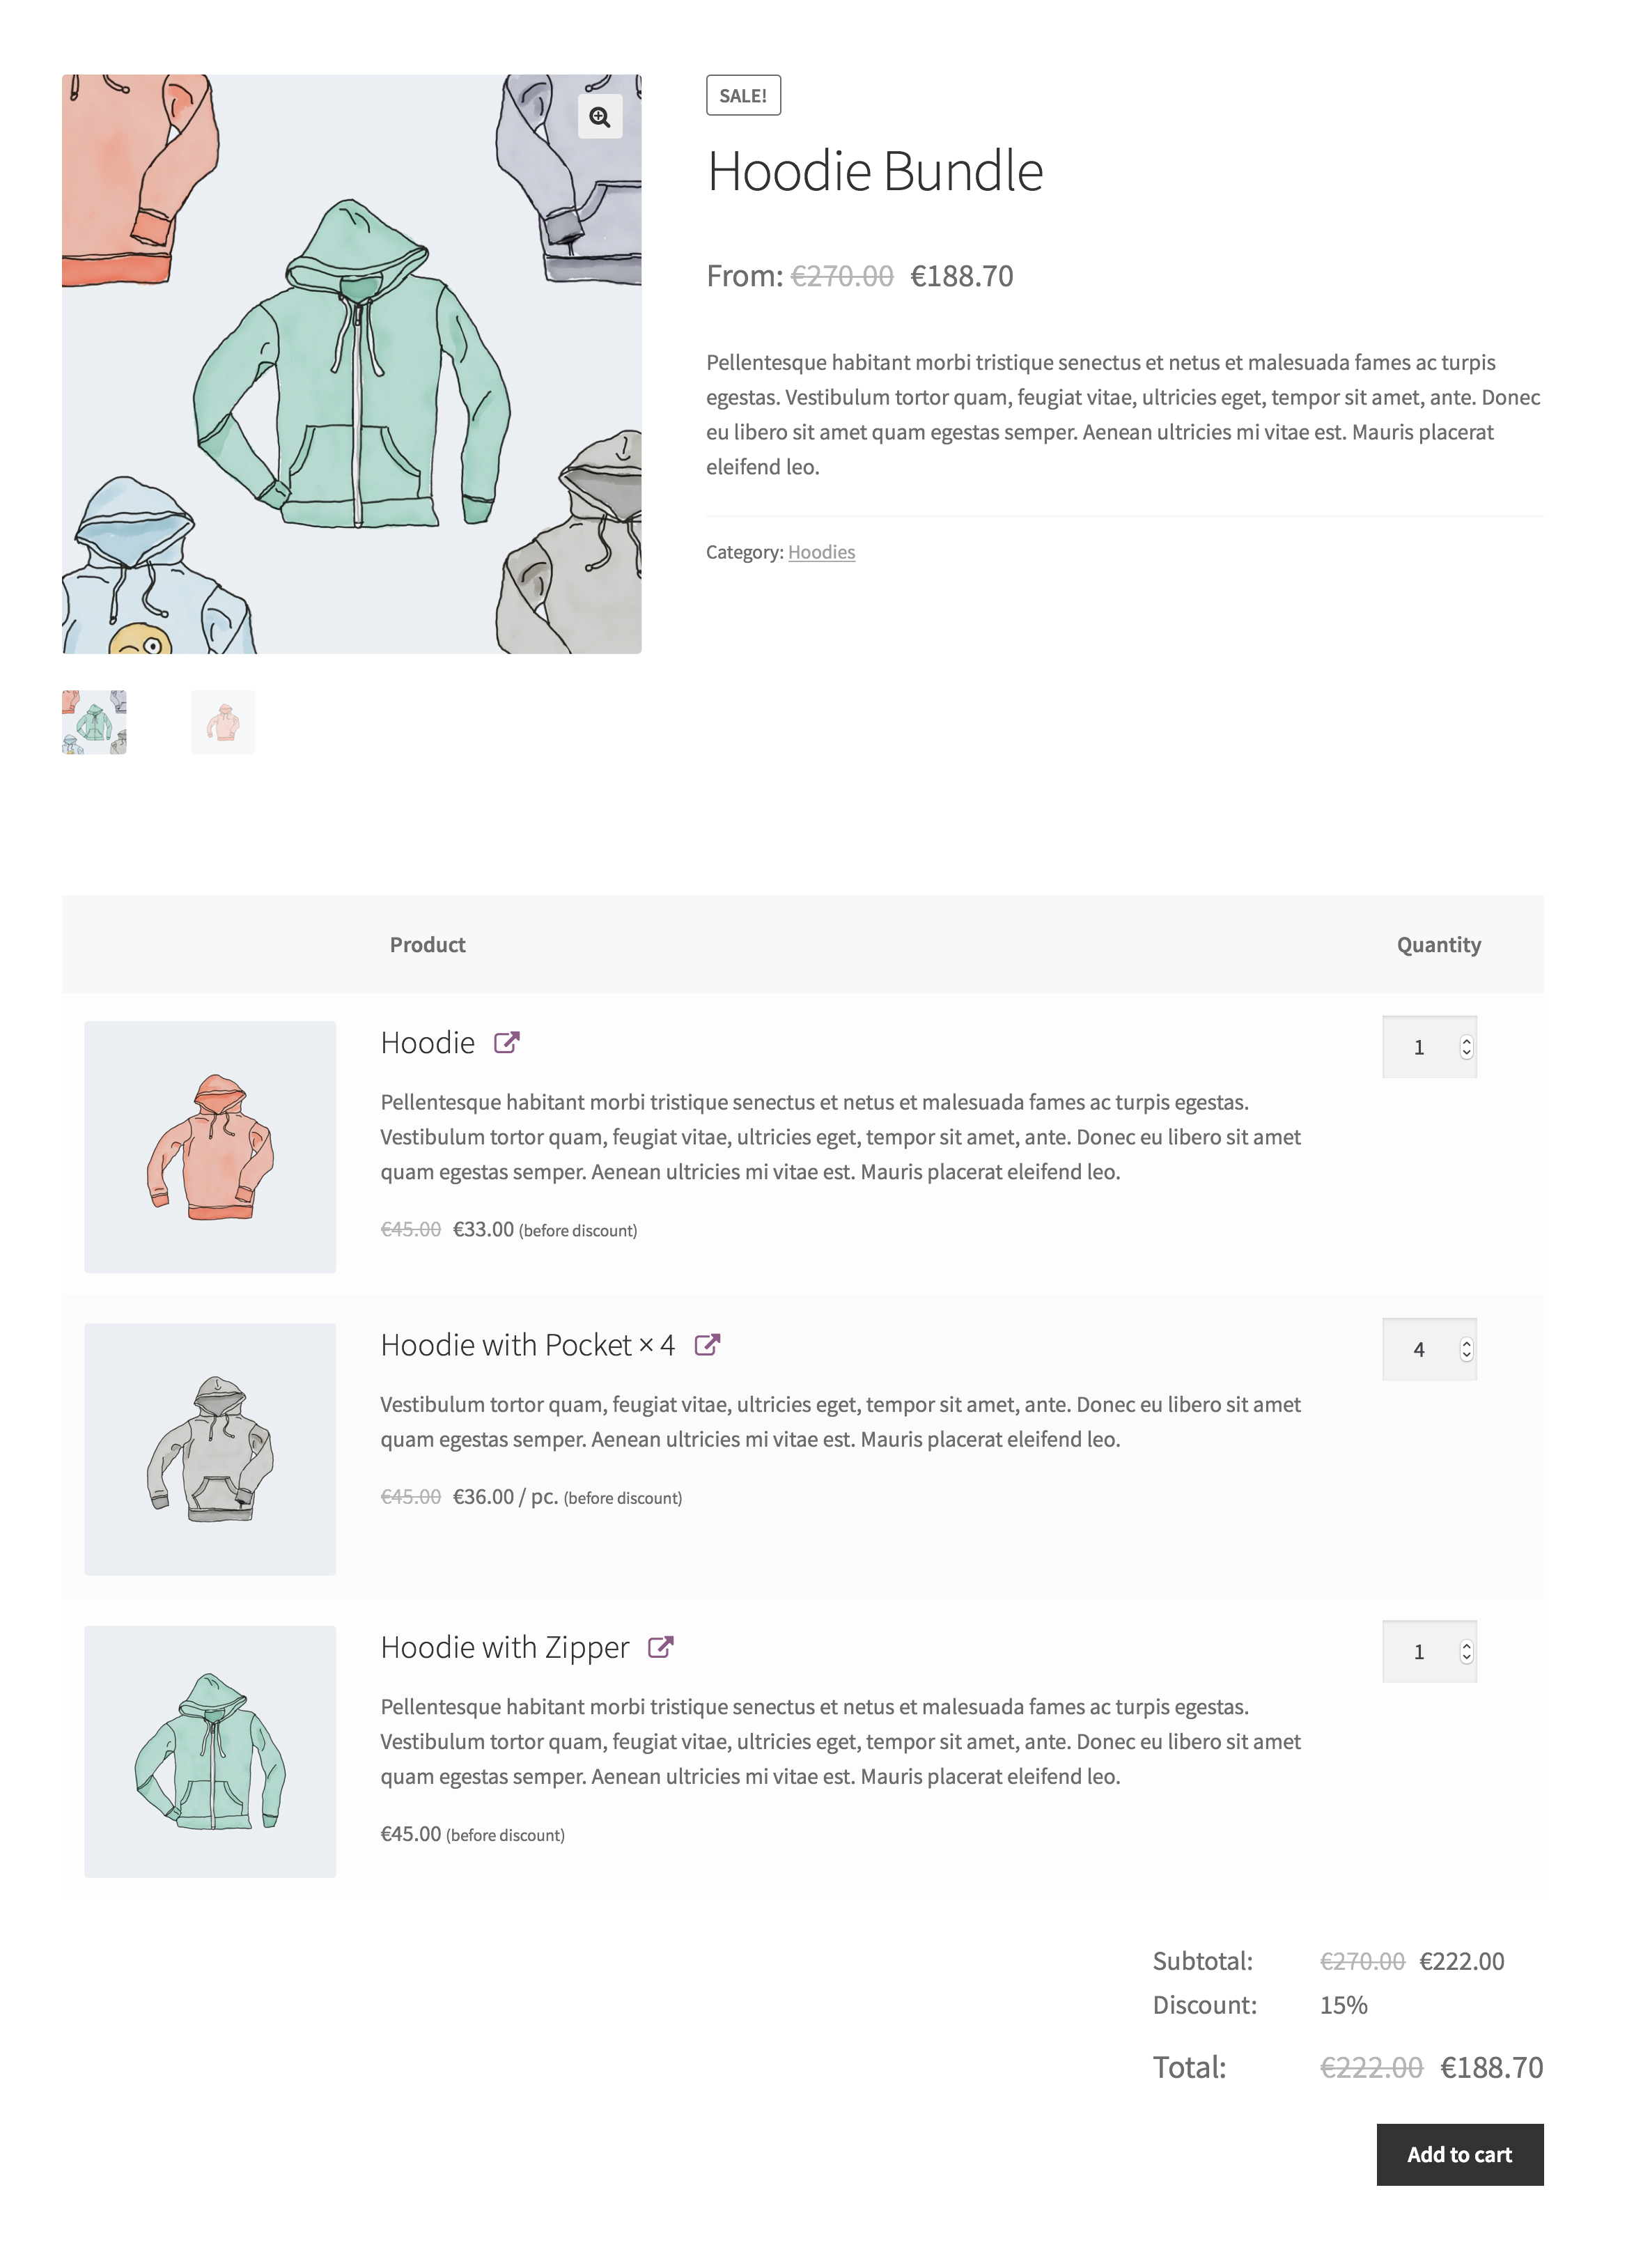 SALE!
Hoodie Bundle
From: €270.00 €188.70
Pellentesque habitant morbi tristique senectus et netus et malesuada fames ac turpis
egestas. Vestibulum tortor quam, feugiat vitae, ultricies eget, tempor sit amet, ante. Donec
eu libero sit amet quam egestas semper. Aenean ultricies mi vitae est. Mauris placerat
eleifend leo.
Category: Hoodies
Product Quantity
Hoodie 1
Pellentesque habitant morbi tristique senectus et netus et malesuada fames ac turpis egestas.
Vestibulum tortor quam, feugiat vitae, ultricies eget, tempor sit amet, ante. Donec eu libero sit amet
quam egestas semper. Aenean ultricies mi vitae est. Mauris placerat eleifend leo.
€45.00 €33.00 (before discount)
Hoodie with Pocket × 4 4
Vestibulum tortor quam, feugiat vitae, ultricies eget, tempor sit amet, ante. Donec eu libero sit amet
quam egestas semper. Aenean ultricies mi vitae est. Mauris placerat eleifend leo.
€45.00 €36.00 / pc. (before discount)
Hoodie with Zipper 1
Pellentesque habitant morbi tristique senectus et netus et malesuada fames ac turpis egestas.
Vestibulum tortor quam, feugiat vitae, ultricies eget, tempor sit amet, ante. Donec eu libero sit amet
quam egestas semper. Aenean ultricies mi vitae est. Mauris placerat eleifend leo.
€45.00 (before discount)
Subtotal: €270.00 €222.00
Discount: 15%
Total: €222.00 €188.70
Add to cart